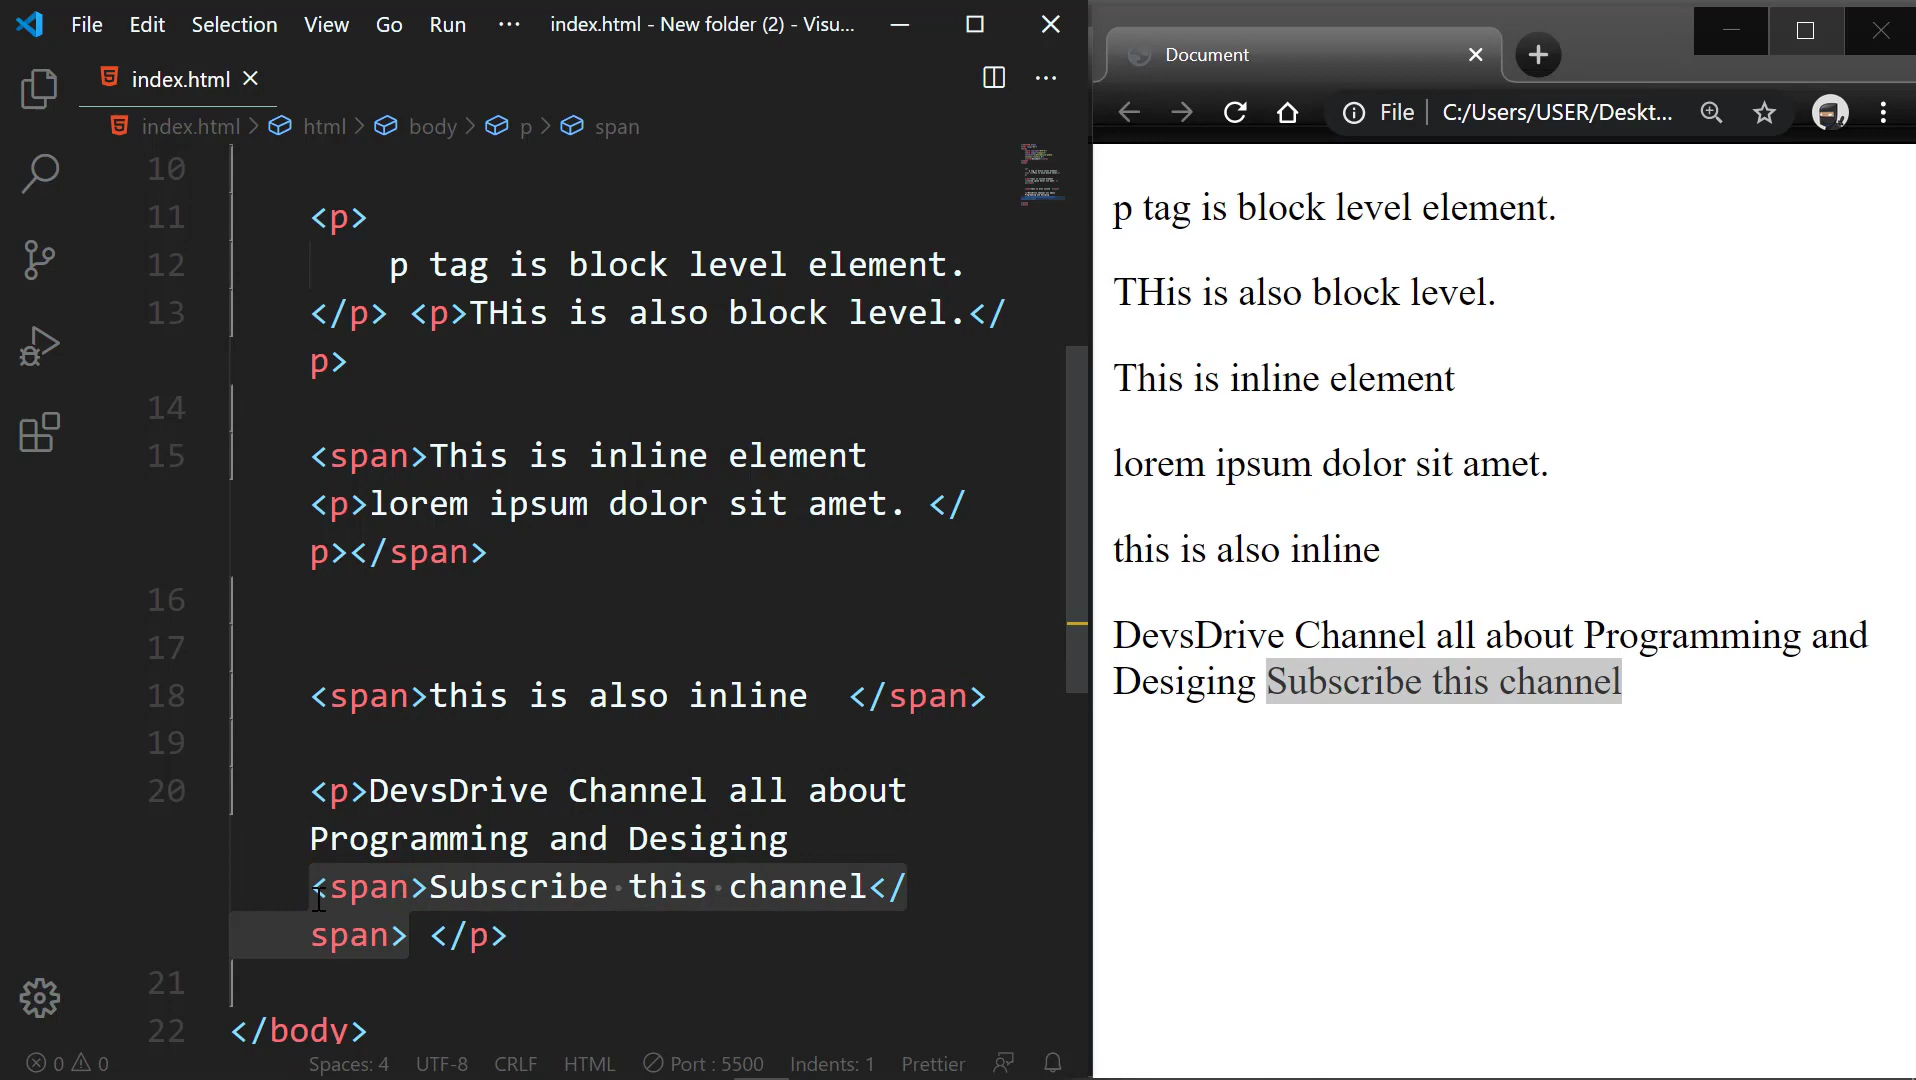 File Edit Selection View Go Run ··· index.html - New folder (2) - Visu...
index.html
index.html > html > body > p > span
10
11 <p>
12 p tag is block level element.
13 </p> <p>THis is also block level.</
p>
14
15 <span>This is inline element
<p>lorem ipsum dolor sit amet. </
p></span>
16
17
18 <span>this is also inline  </span>
19
20 <p>DevsDrive Channel all about
Programming and Desiging
<span>Subscribe·this·channel</
span> </p>
21
22 </body>
0 0 Spaces: 4 UTF-8 CRLF HTML Port : 5500 Indents: 1 Prettier
Document
File C:/Users/USER/Deskt...
p tag is block level element.
THis is also block level.
This is inline element
lorem ipsum dolor sit amet.
this is also inline
DevsDrive Channel all about Programming and
Desiging Subscribe this channel